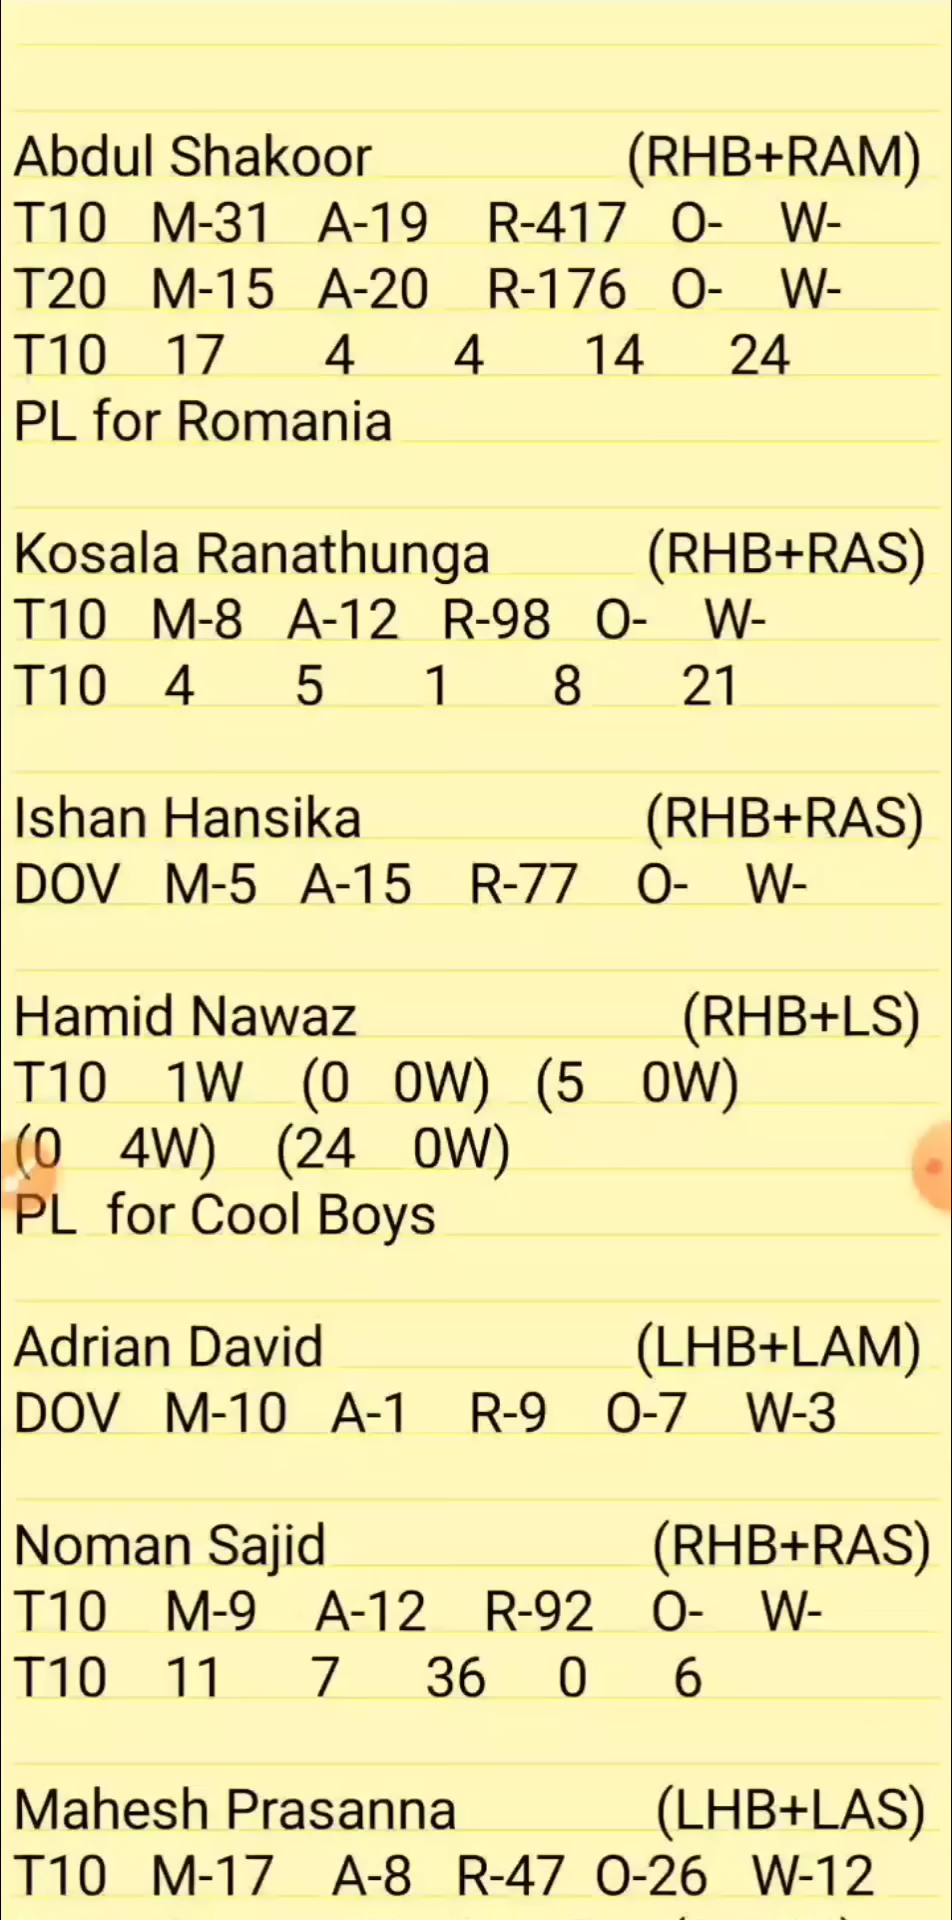 Abdul Shakoor (RHB+RAM)
T10 M-31 A-19 R-417 O- W-
T20 M-15 A-20 R-176 O- W-
T10 17 4 4 14 24
PL for Romania
Kosala Ranathunga (RHB+RAS)
T10 M-8 A-12 R-98 O- W-
T10 4 5 1 8 21
Ishan Hansika (RHB+RAS)
DOV M-5 A-15 R-77 O- W-
Hamid Nawaz (RHB+LS)
T10 1W (0 0W) (5 0W)
(0 4W) (24 0W)
PL for Cool Boys
Adrian David (LHB+LAM)
DOV M-10 A-1 R-9 O-7 W-3
Noman Sajid (RHB+RAS)
T10 M-9 A-12 R-92 O- W-
T10 11 7 36 0 6
Mahesh Prasanna (LHB+LAS)
T10 M-17 A-8 R-47 O-26 W-12